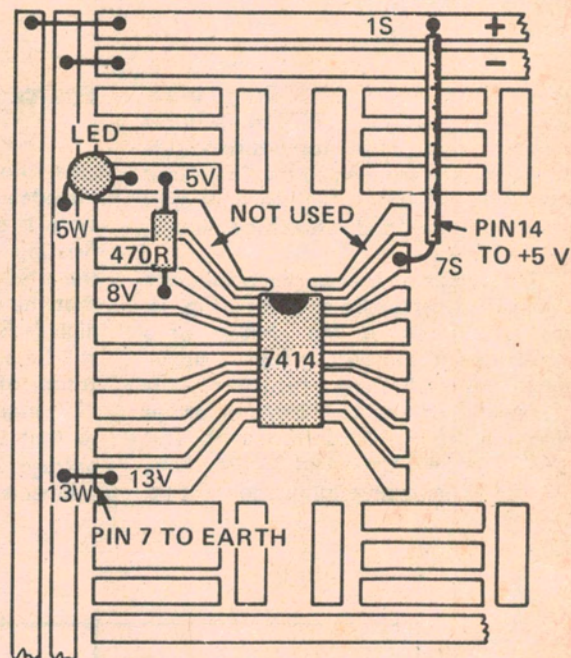 1S
+
−
LED
5V
NOT USED
5W
PIN14
TO +5 V
470R
7S
8V
7414
13V
13W
PIN 7 TO EARTH